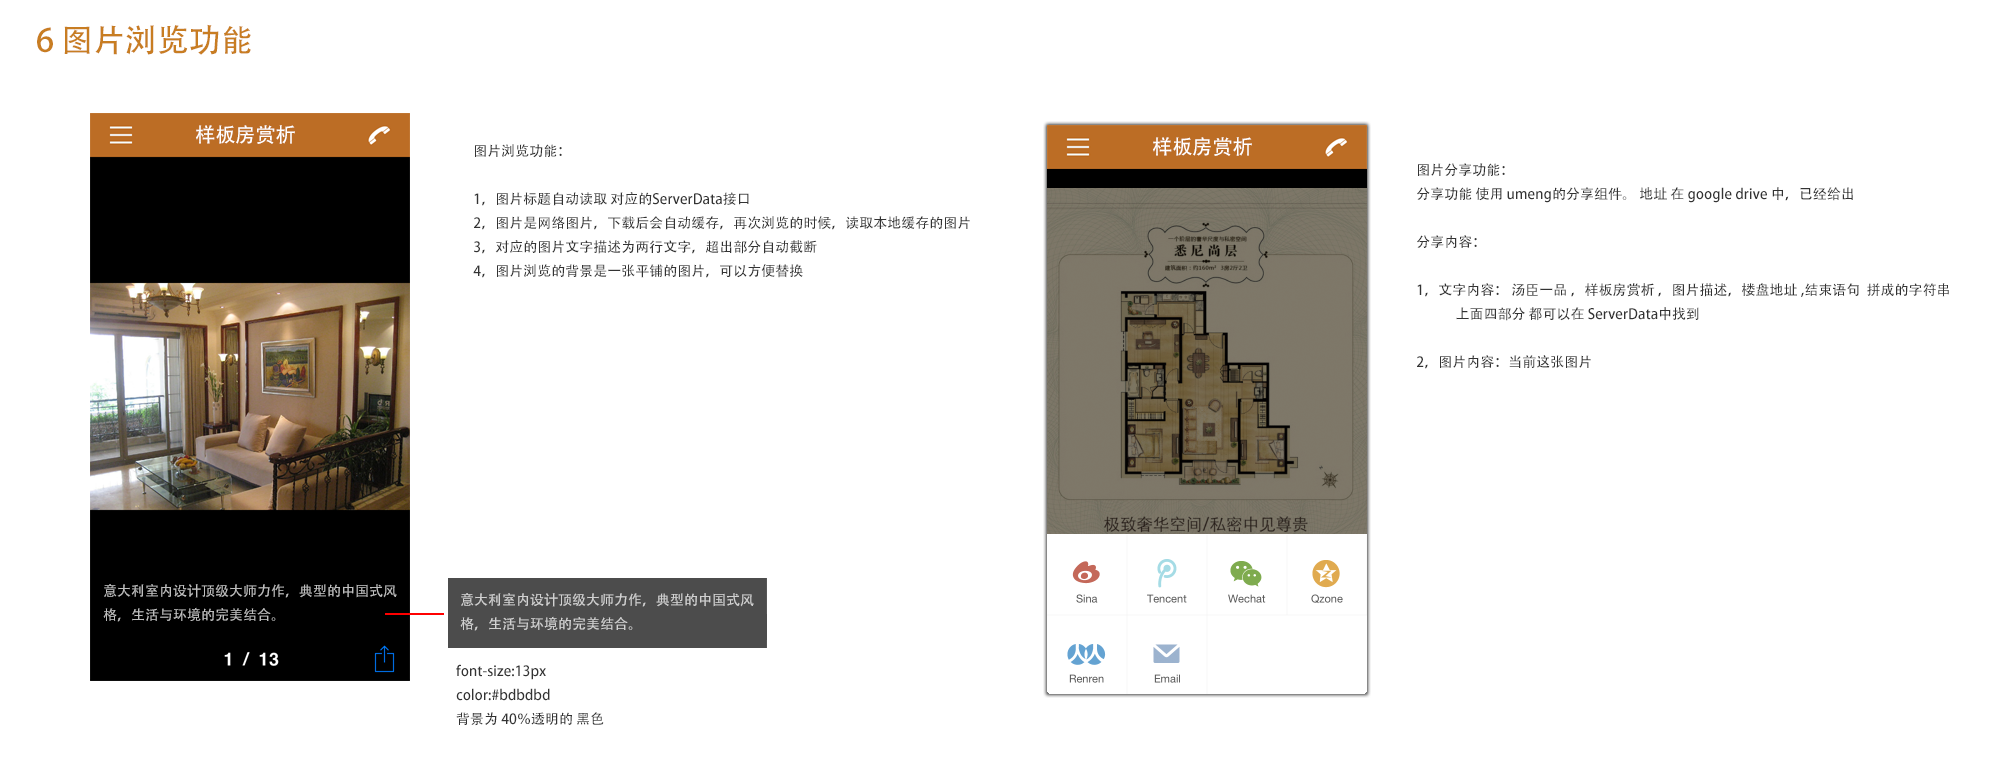 6 图片浏览功能
样板房赏析
意大利室内设计顶级大师力作，典型的中国式风
格，生活与环境的完美结合。
1 / 13
图片浏览功能：
1，图片标题自动读取 对应的ServerData接口
2，图片是网络图片，下载后会自动缓存，再次浏览的时候，读取本地缓存的图片
3，对应的图片文字描述为两行文字，超出部分自动截断
4，图片浏览的背景是一张平铺的图片，可以方便替换
意大利室内设计顶级大师力作，典型的中国式风
格，生活与环境的完美结合。
font-size:13px
color:#bdbdbd
背景为 40%透明的 黑色
样板房赏析
悉尼尚层
极致奢华空间/私密中见尊贵
Sina
Tencent
Wechat
Qzone
Renren
Email
图片分享功能：
分享功能 使用 umeng的分享组件。 地址 在 google drive 中，已经给出
分享内容：
1，文字内容： 汤臣一品 ，样板房赏析 ，图片描述，楼盘地址 ,结束语句 拼成的字符串
上面四部分 都可以在 ServerData中找到
2，图片内容：当前这张图片